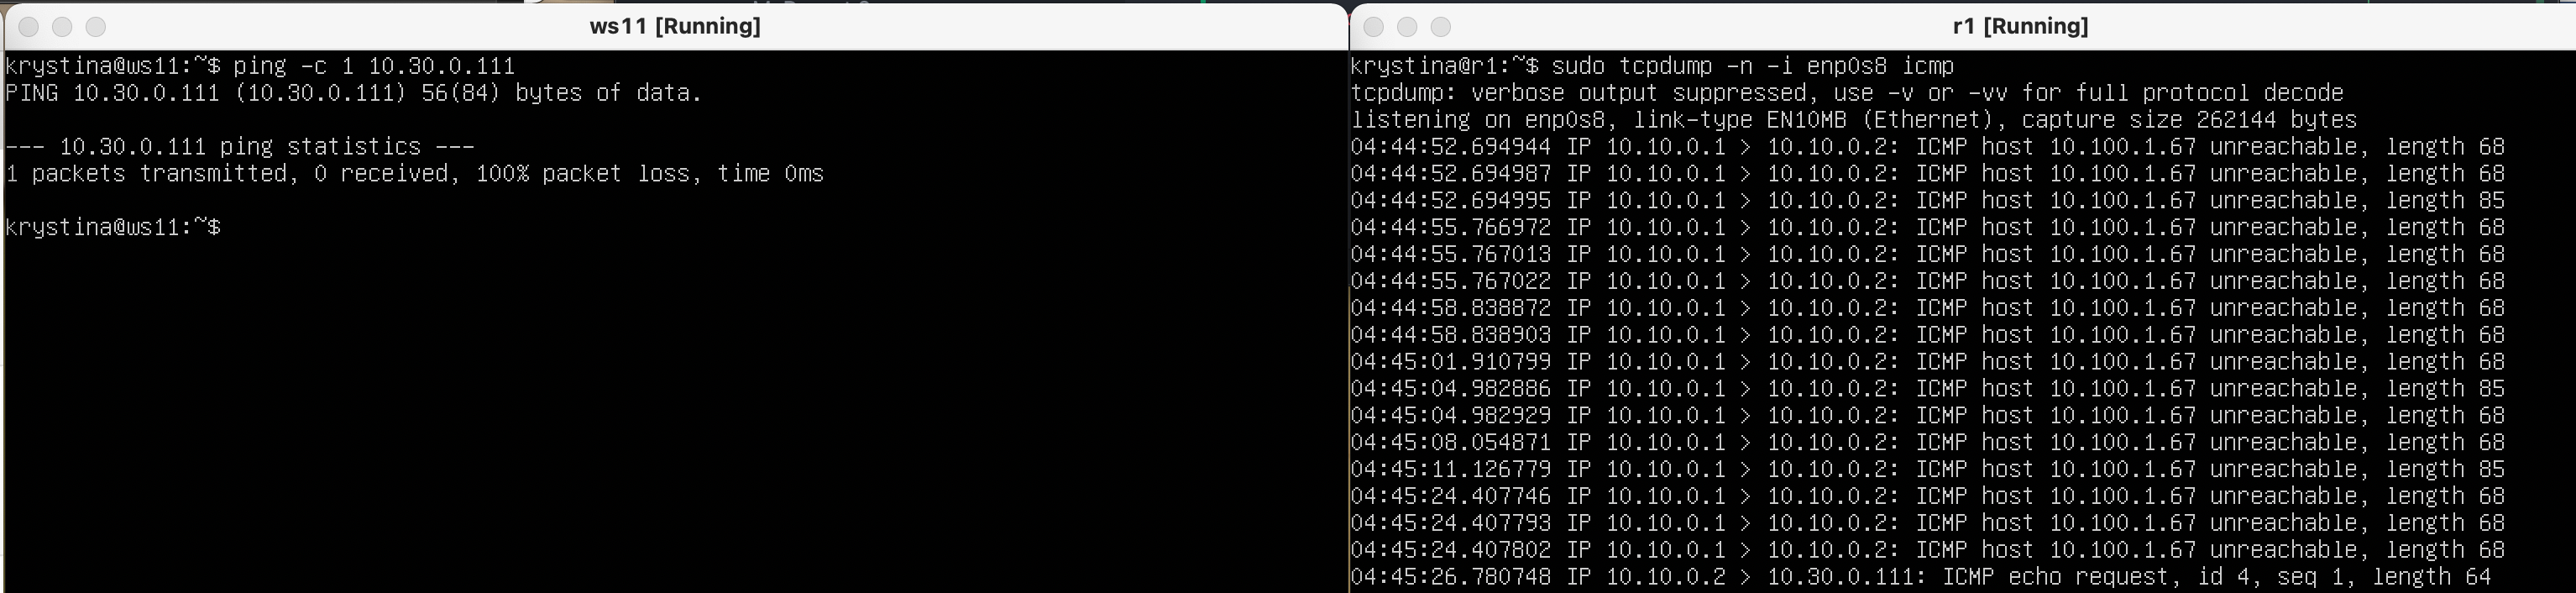 ws11 [Running]
krystina@ws11:~$ ping -c 1 10.30.0.111
PING 10.30.0.111 (10.30.0.111) 56(84) bytes of data.
--- 10.30.0.111 ping statistics ---
1 packets transmitted, 0 received, 100% packet loss, time 0ms
krystina@ws11:~$
r1 [Running]
krystina@r1:~$ sudo tcpdump -n -i enp0s8 icmp
tcpdump: verbose output suppressed, use -v or -vv for full protocol decode
listening on enp0s8, link-type EN10MB (Ethernet), capture size 262144 bytes
04:44:52.694944 IP 10.10.0.1 > 10.10.0.2: ICMP host 10.100.1.67 unreachable, length 68
04:44:52.694987 IP 10.10.0.1 > 10.10.0.2: ICMP host 10.100.1.67 unreachable, length 68
04:44:52.694995 IP 10.10.0.1 > 10.10.0.2: ICMP host 10.100.1.67 unreachable, length 85
04:44:55.766972 IP 10.10.0.1 > 10.10.0.2: ICMP host 10.100.1.67 unreachable, length 68
04:44:55.767013 IP 10.10.0.1 > 10.10.0.2: ICMP host 10.100.1.67 unreachable, length 68
04:44:55.767022 IP 10.10.0.1 > 10.10.0.2: ICMP host 10.100.1.67 unreachable, length 68
04:44:58.838872 IP 10.10.0.1 > 10.10.0.2: ICMP host 10.100.1.67 unreachable, length 68
04:44:58.838903 IP 10.10.0.1 > 10.10.0.2: ICMP host 10.100.1.67 unreachable, length 68
04:45:01.910799 IP 10.10.0.1 > 10.10.0.2: ICMP host 10.100.1.67 unreachable, length 68
04:45:04.982886 IP 10.10.0.1 > 10.10.0.2: ICMP host 10.100.1.67 unreachable, length 85
04:45:04.982929 IP 10.10.0.1 > 10.10.0.2: ICMP host 10.100.1.67 unreachable, length 68
04:45:08.054871 IP 10.10.0.1 > 10.10.0.2: ICMP host 10.100.1.67 unreachable, length 68
04:45:11.126779 IP 10.10.0.1 > 10.10.0.2: ICMP host 10.100.1.67 unreachable, length 85
04:45:24.407746 IP 10.10.0.1 > 10.10.0.2: ICMP host 10.100.1.67 unreachable, length 68
04:45:24.407793 IP 10.10.0.1 > 10.10.0.2: ICMP host 10.100.1.67 unreachable, length 68
04:45:24.407802 IP 10.10.0.1 > 10.10.0.2: ICMP host 10.100.1.67 unreachable, length 68
04:45:26.780748 IP 10.10.0.2 > 10.30.0.111: ICMP echo request, id 4, seq 1, length 64